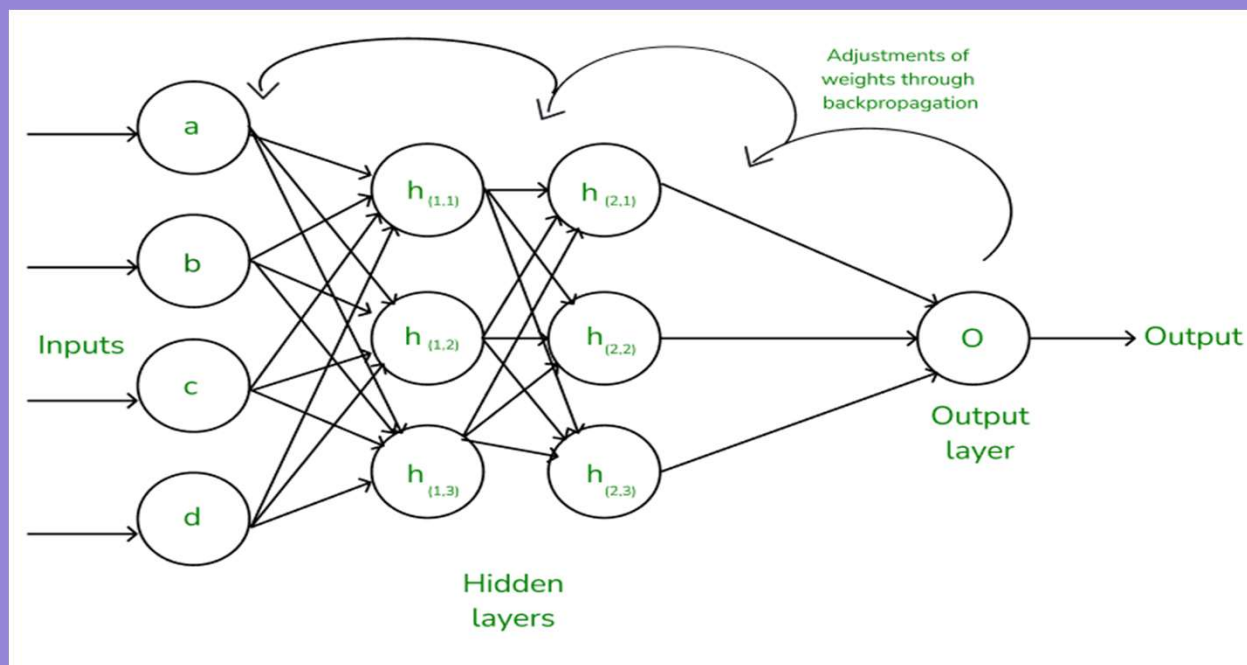 Adjustments of
weights through
backpropagation
a
h (1,1)
h (2,1)
b
Inputs
h (1,2)
h (2,2)
O
Output
c
Output
layer
h (1,3)
h (2,3)
d
Hidden
layers